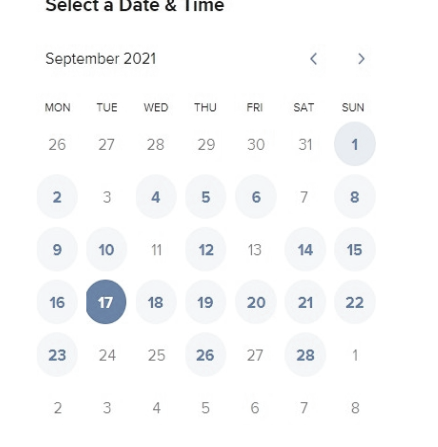 Select a Date & Time
September 2021
MON TUE WED THU FRI SAT SUN
26 27 28 29 30 31 1
2 3 4 5 6 7 8
9 10 11 12 13 14 15
16 17 18 19 20 21 22
23 24 25 26 27 28 1
2 3 4 5 6 7 8